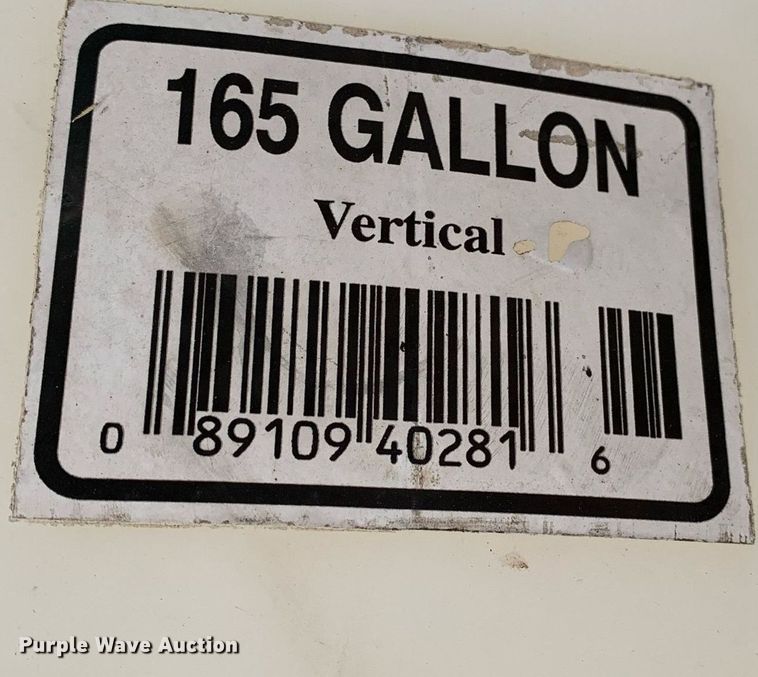 165 GALLON
Vertical
0 89109 40281 6
Purple Wave Auction